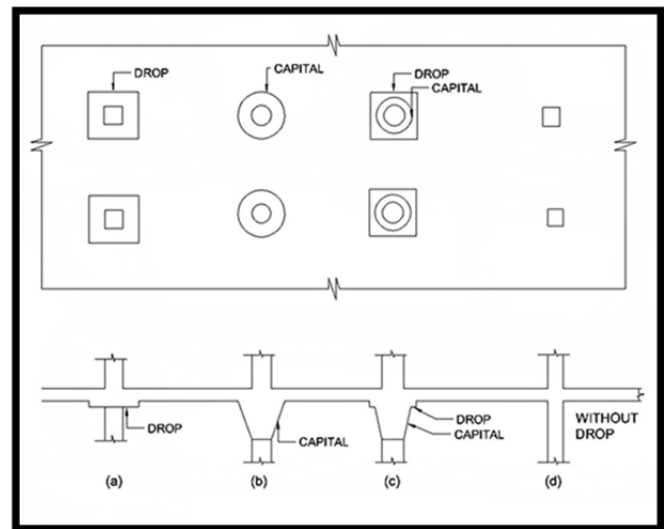 DROP
CAPITAL
DROP
CAPITAL
DROP
CAPITAL
DROP
CAPITAL
WITHOUT
DROP
(a)
(b)
(c)
(d)